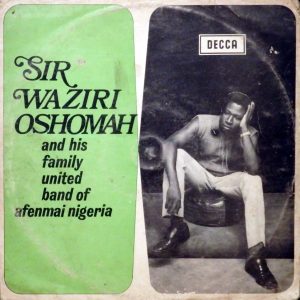 DECCA
SIR
WAZIRI
OSHOMAH
and his
family
united
band of
afenmai nigeria